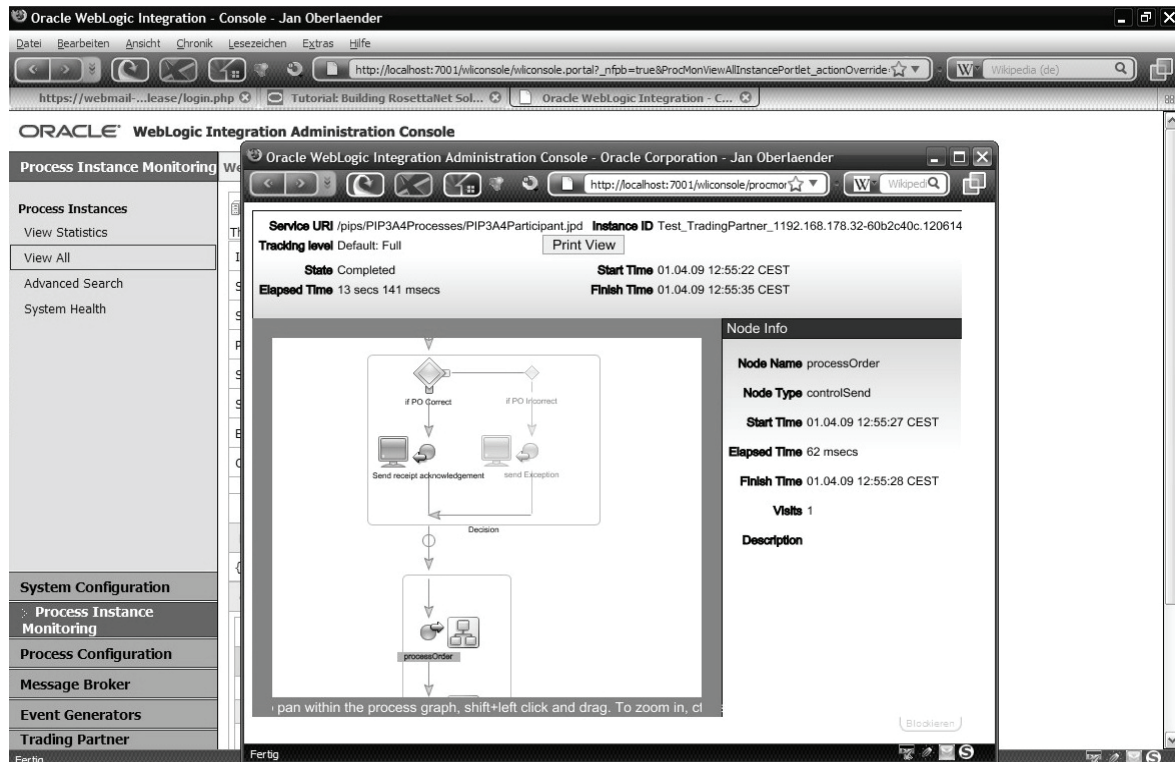 Oracle WebLogic Integration - Console - Jan Oberlaender
Datei Bearbeiten Ansicht Chronik Lesezeichen Extras Hilfe
http://localhost:7001/wliconsole/wliconsole.portal?_nfpb=true&ProcMonViewAllInstancePortlet_actionOverride
W Wikipedia (de)
https://webmail-...lease/login.php
Tutorial: Building RosettaNet Sol...
Oracle WebLogic Integration - C...
ORACLE WebLogic Integration Administration Console
Process Instance Monitoring
Process Instances
View Statistics
View All
Advanced Search
System Health
System Configuration
Process Instance
Monitoring
Process Configuration
Message Broker
Event Generators
Trading Partner
Fertig
Oracle WebLogic Integration Administration Console - Oracle Corporation - Jan Oberlaender
http://localhost:7001/wliconsole/procmor
W Wikipedi
Service URI /pips/PIP3A4Processes/PIP3A4Participant.jpd Instance ID Test_TradingPartner_1192.168.178.32-60b2c40c.120614
Tracking level Default: Full Print View
State Completed Start Time 01.04.09 12:55:22 CEST
Elapsed Time 13 secs 141 msecs Finish Time 01.04.09 12:55:35 CEST
if PO Correct if PO Incorrect
Send receipt acknowledgement send Exception
Decision
processOrder
pan within the process graph, shift+left click and drag. To zoom in, ct
Node Info
Node Name processOrder
Node Type controlSend
Start Time 01.04.09 12:55:27 CEST
Elapsed Time 62 msecs
Finish Time 01.04.09 12:55:28 CEST
Visits 1
Description
Blockieren
Fertig